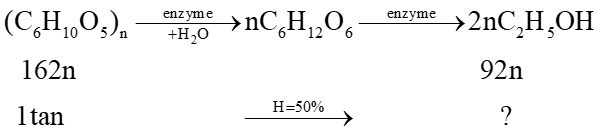 (C₆H₁₀O₅)ₙ —enzyme/+H₂O→ nC₆H₁₂O₆ —enzyme→ 2nC₂H₅OH
162n 92n
1tan —H=50%→ ?